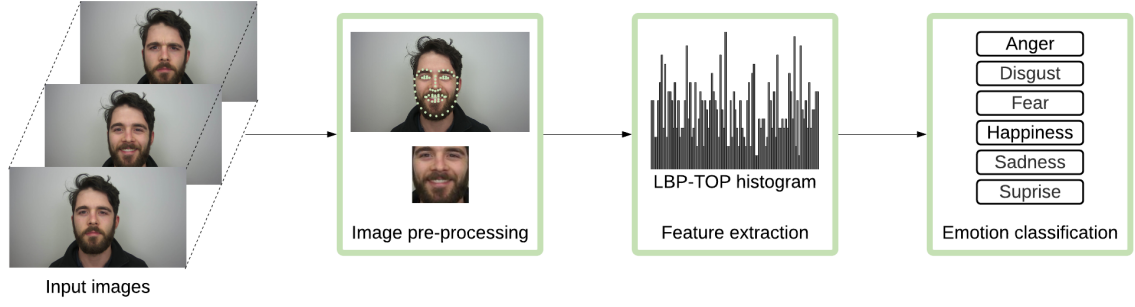 Input images
Image pre-processing
LBP-TOP histogram
Feature extraction
Anger
Disgust
Fear
Happiness
Sadness
Suprise
Emotion classification